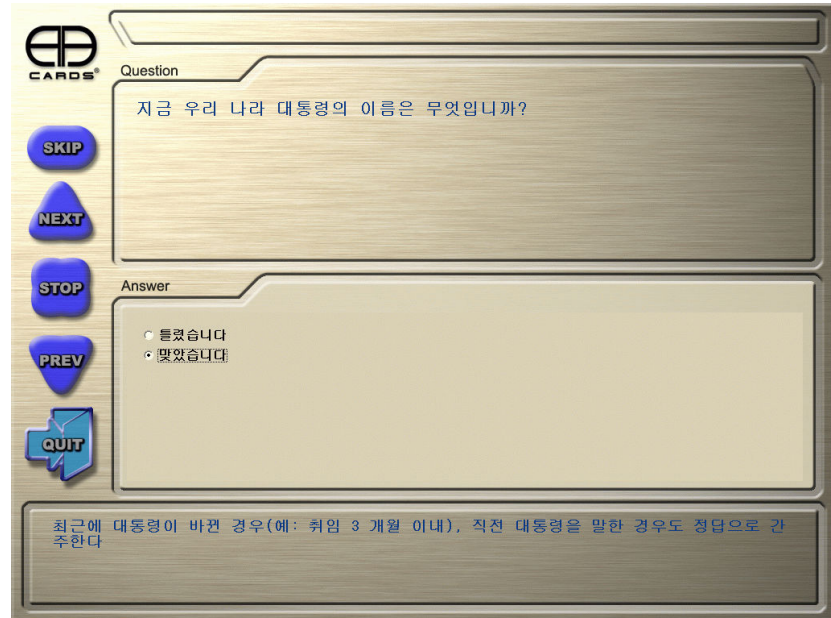 CARDS®
Question
지금 우리 나라 대통령의 이름은 무엇입니까?
SKIP
NEXT
STOP
Answer
틀렸습니다
맞았습니다
PREV
QUIT
최근에 대통령이 바뀐 경우(예: 취임 3 개월 이내), 직전 대통령을 말한 경우도 정답으로 간
주한다